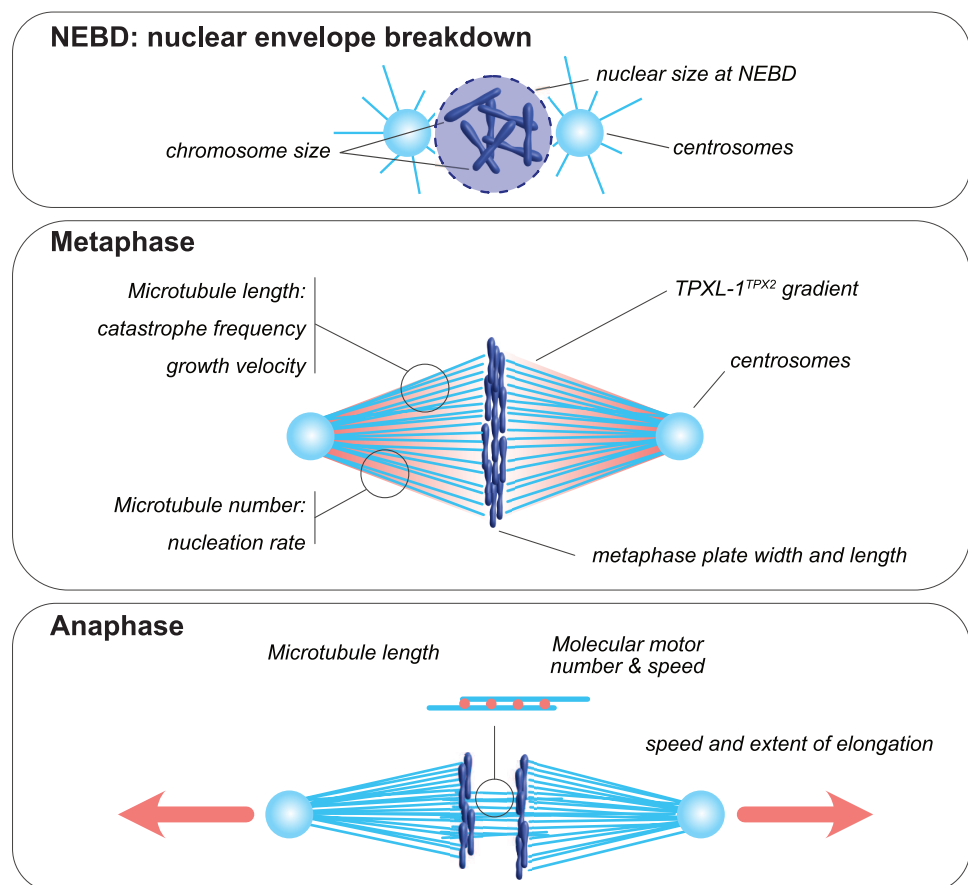 NEBD: nuclear envelope breakdown
nuclear size at NEBD
chromosome size
centrosomes
Metaphase
Microtubule length:
catastrophe frequency
growth velocity
TPXL-1^TPX2 gradient
centrosomes
Microtubule number:
nucleation rate
metaphase plate width and length
Anaphase
Microtubule length
Molecular motor
number & speed
speed and extent of elongation